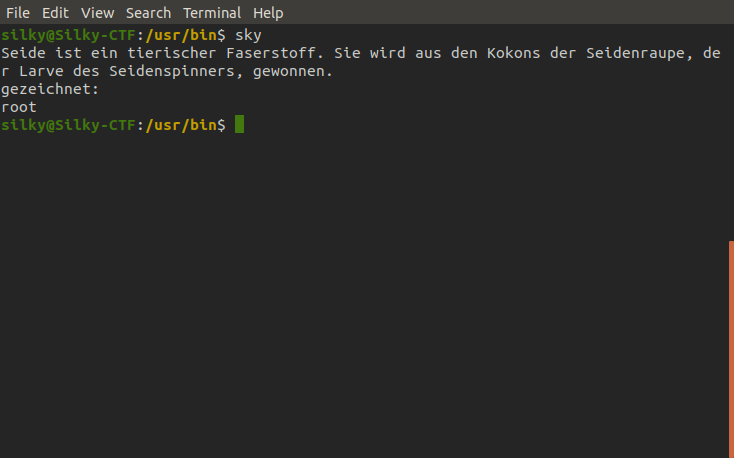 File Edit View Search Terminal Help
silky@Silky-CTF:/usr/bin$ sky
Seide ist ein tierischer Faserstoff. Sie wird aus den Kokons der Seidenraupe, de
r Larve des Seidenspinners, gewonnen.
gezeichnet:
root
silky@Silky-CTF:/usr/bin$